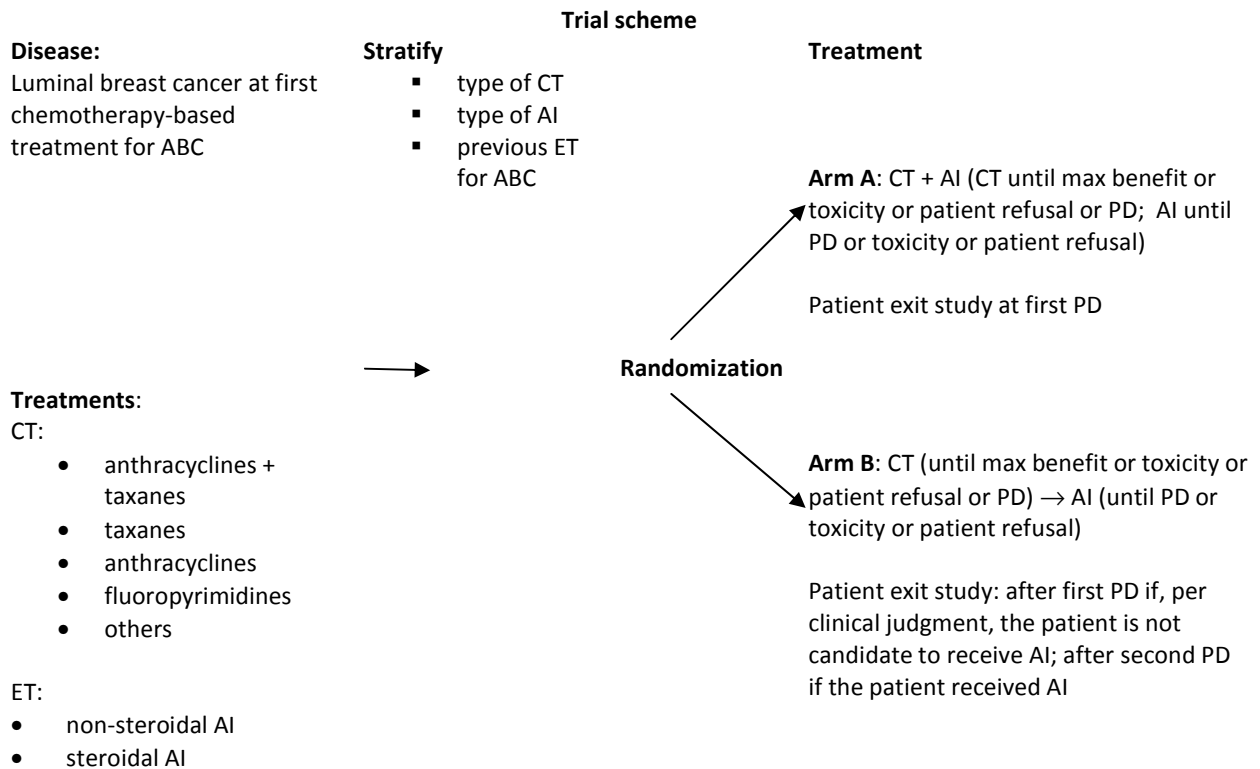 Trial scheme
Disease:
Luminal breast cancer at first
chemotherapy-based
treatment for ABC
Stratify
▪ type of CT
▪ type of AI
▪ previous ET
for ABC
Treatment
Arm A: CT + AI (CT until max benefit or
toxicity or patient refusal or PD; AI until
PD or toxicity or patient refusal)
Patient exit study at first PD
Randomization
Treatments:
CT:
• anthracyclines +
taxanes
• taxanes
• anthracyclines
• fluoropyrimidines
• others
ET:
• non-steroidal AI
• steroidal AI
Arm B: CT (until max benefit or toxicity or
patient refusal or PD) → AI (until PD or
toxicity or patient refusal)
Patient exit study: after first PD if, per
clinical judgment, the patient is not
candidate to receive AI; after second PD
if the patient received AI